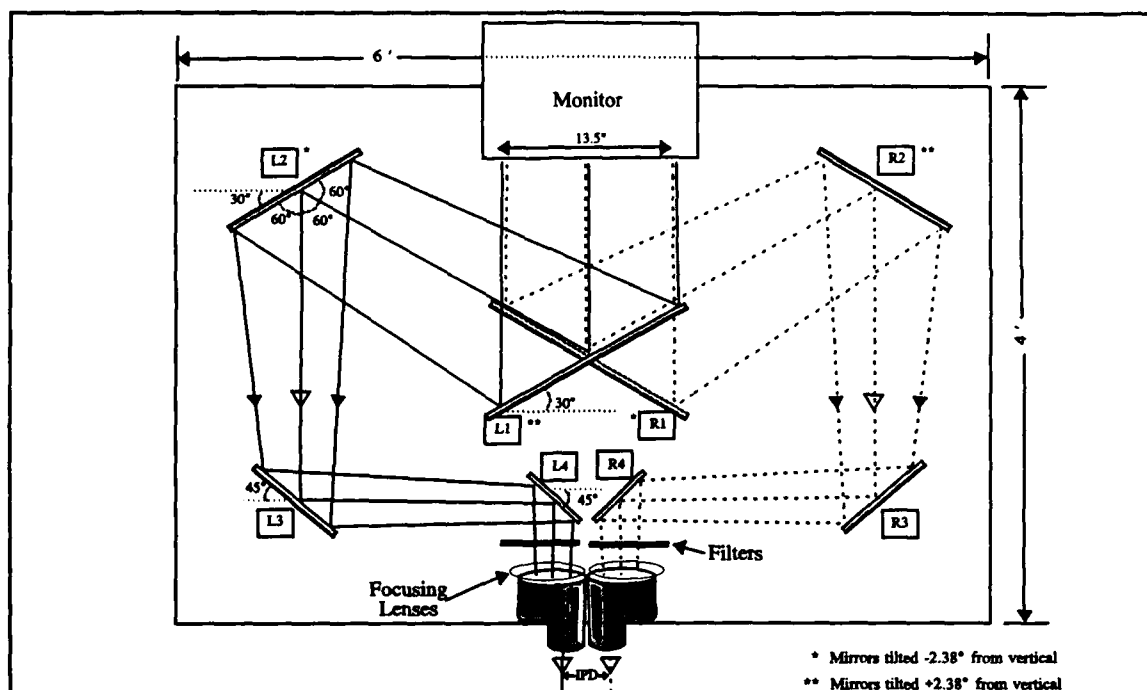 6 '
Monitor
13.5"
L2 *
R2 **
30°
60°
60°
60°
4 '
30°
L1 **
* R1
L4
R4
45°
45°
L3
R3
Filters
Focusing
Lenses
IPD
* Mirrors tilted -2.38° from vertical
** Mirrors tilted +2.38° from vertical